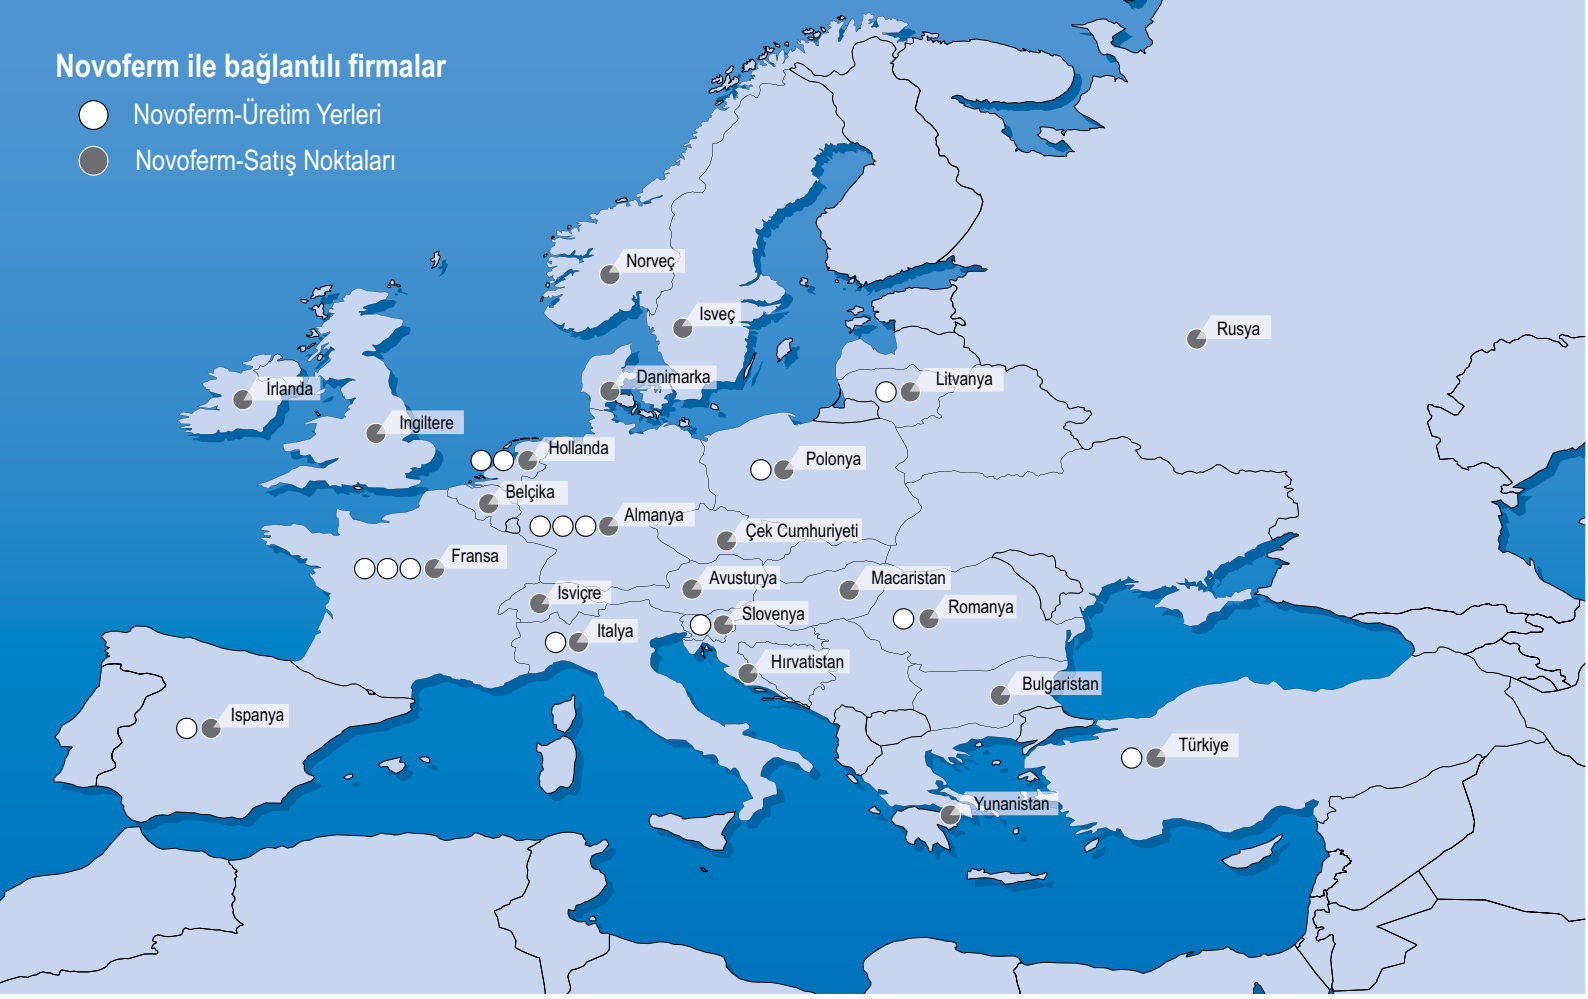 Novoferm ile bağlantılı firmalar
Novoferm-Üretim Yerleri
Novoferm-Satış Noktaları
Norveç
Isveç
Rusya
Danimarka
Litvanya
İrlanda
Ingiltere
Hollanda
Polonya
Belçika
Almanya
Çek Cumhuriyeti
Fransa
Avusturya
Macaristan
Isviçre
Romanya
Slovenya
Italya
Hırvatistan
Bulgaristan
Ispanya
Türkiye
Yunanistan